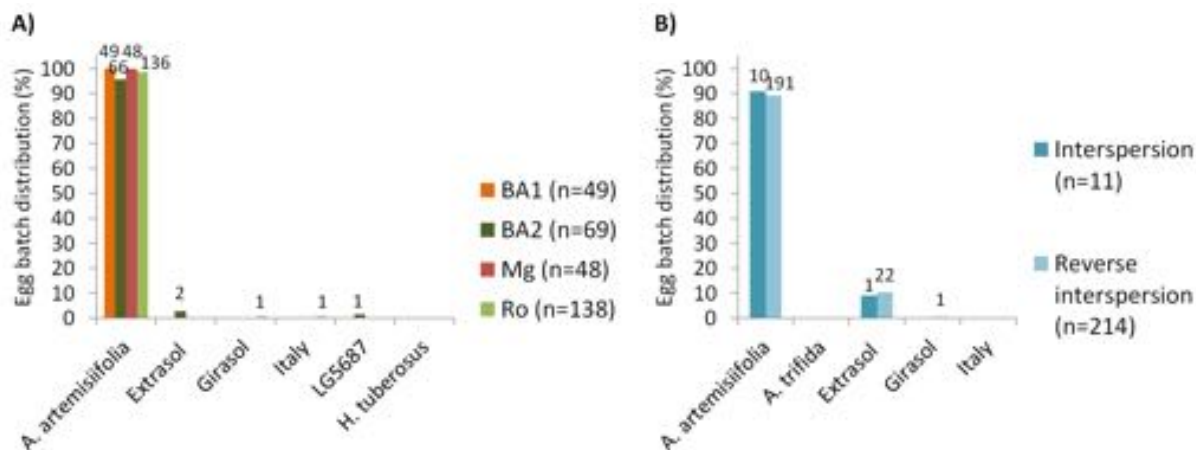 A)
Egg batch distribution (%)
100
90
80
70
60
50
40
30
20
10
0
49
66
48
136
2
1
1
1
A. artemisiifolia
Extrasol
Girasol
Italy
LG5687
H. tuberosus
BA1 (n=49)
BA2 (n=69)
Mg (n=48)
Ro (n=138)
B)
Egg batch distribution (%)
100
90
80
70
60
50
40
30
20
10
0
10
191
1
22
1
A. artemisiifolia
A. trifida
Extrasol
Girasol
Italy
Interspersion
(n=11)
Reverse
interspersion
(n=214)